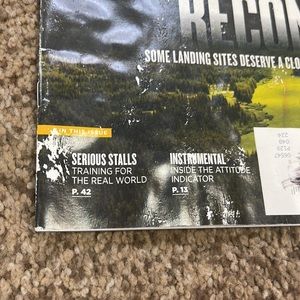 RECON
SOME LANDING SITES DESERVE A CLO
IN THIS ISSUE
SERIOUS STALLS
TRAINING FOR
THE REAL WORLD
P. 42
INSTRUMENTAL
INSIDE THE ATTITUDE
INDICATOR
P. 13